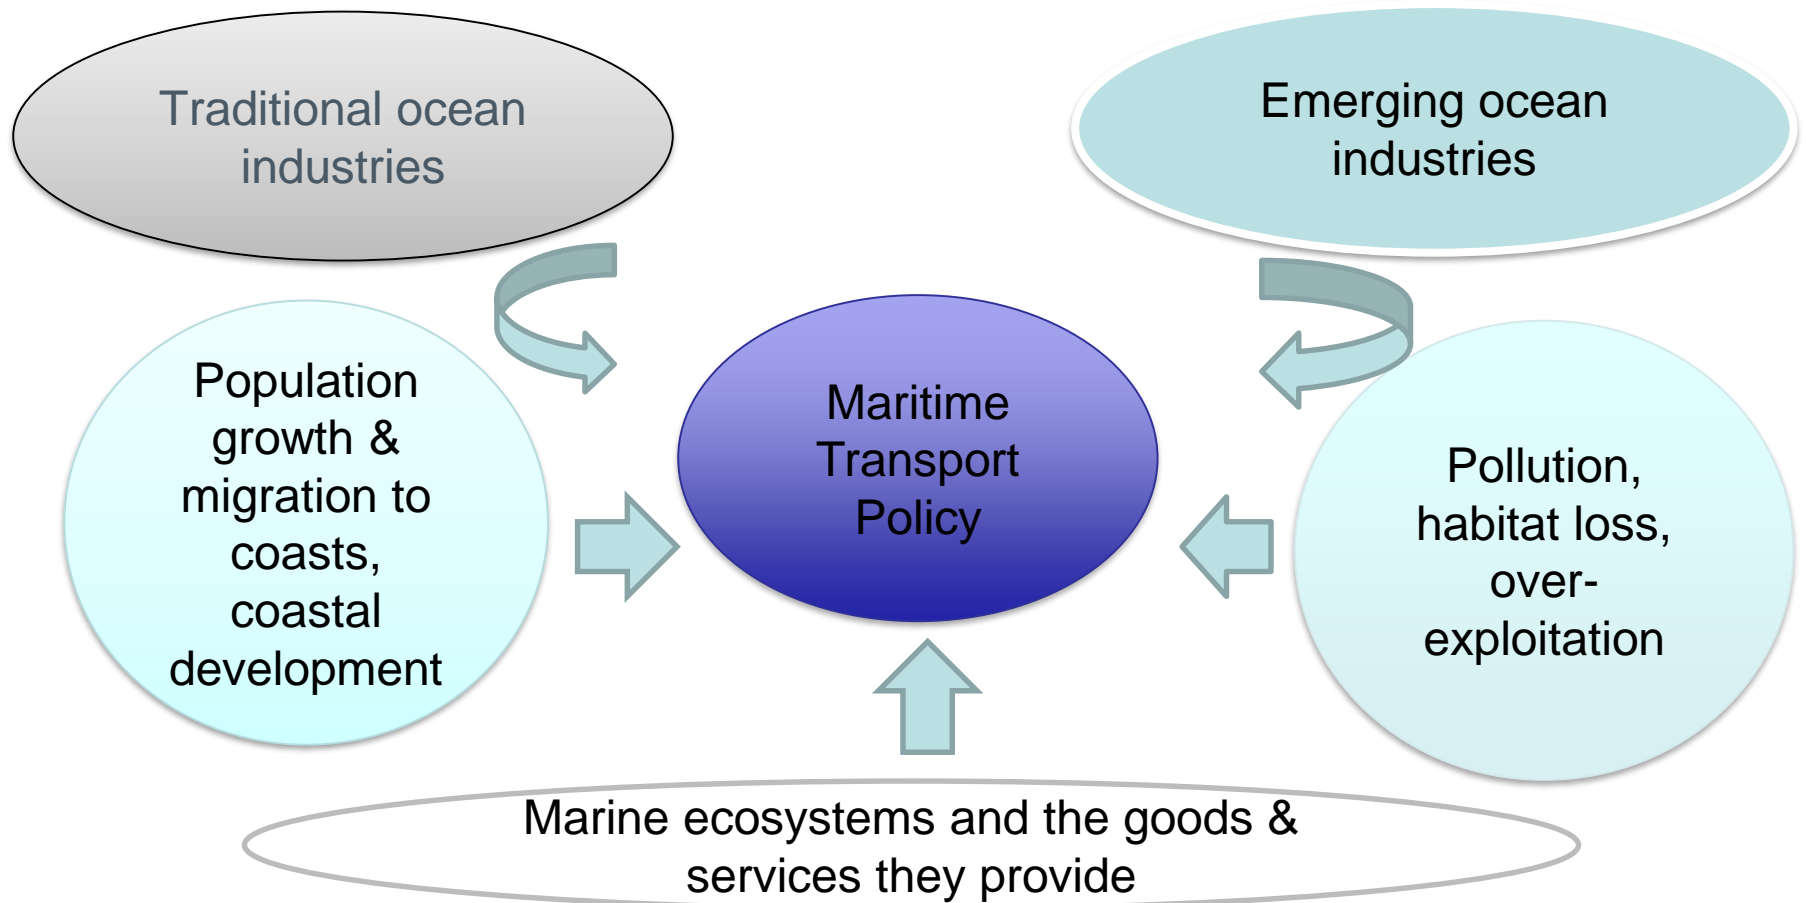 Traditional ocean
industries
Emerging ocean
industries
Population
growth &
migration to
coasts,
coastal
development
Maritime
Transport
Policy
Pollution,
habitat loss,
over-
exploitation
Marine ecosystems and the goods &
services they provide